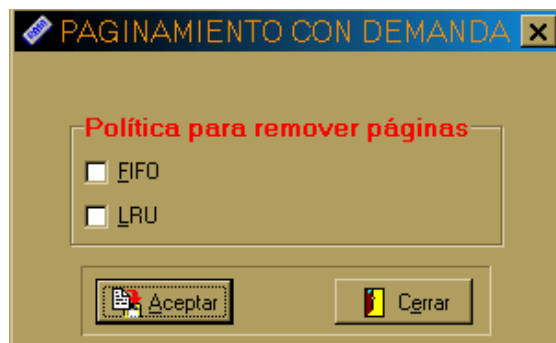 PAGINAMIENTO CON DEMANDA
Política para remover páginas
FIFO
LRU
Aceptar
Cerrar